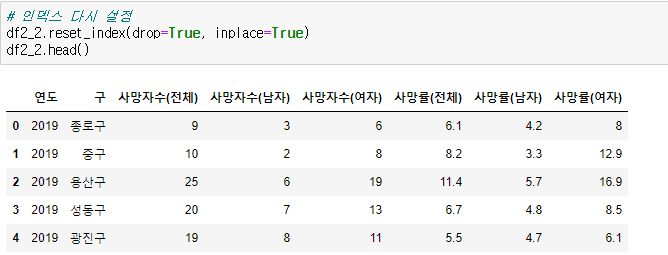 # 인덱스 다시 설정
df2_2.reset_index(drop=True, inplace=True)
df2_2.head()
연도 구 사망자수(전체) 사망자수(남자) 사망자수(여자) 사망률(전체) 사망률(남자) 사망률(여자)
0 2019 종로구 9 3 6 6.1 4.2 8
1 2019 중구 10 2 8 8.2 3.3 12.9
2 2019 용산구 25 6 19 11.4 5.7 16.9
3 2019 성동구 20 7 13 6.7 4.8 8.5
4 2019 광진구 19 8 11 5.5 4.7 6.1